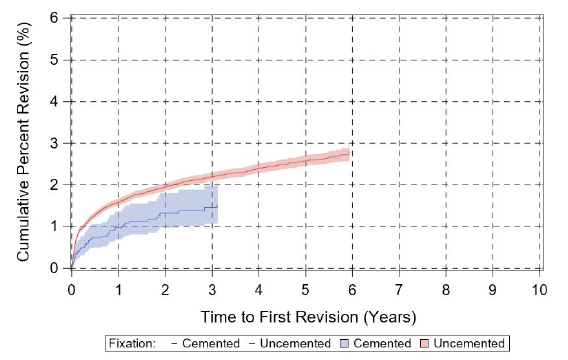 Cumulative Percent Revision (%)
6
5
4
3
2
1
0
0 1 2 3 4 5 6 7 8 9 10
Time to First Revision (Years)
Fixation: Cemented Uncemented Cemented Uncemented